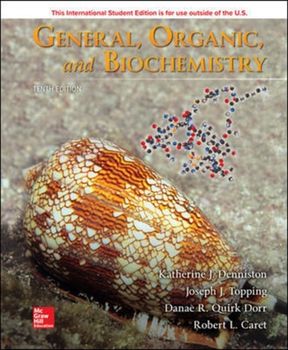 This International Student Edition is for use outside of the U.S.
GENERAL, ORGANIC,
and BIOCHEMISTRY
TENTH EDITION
Katherine J. Denniston
Joseph J. Topping
Danae R. Quirk Dorr
Robert L. Caret
Mc
Graw
Hill
Education